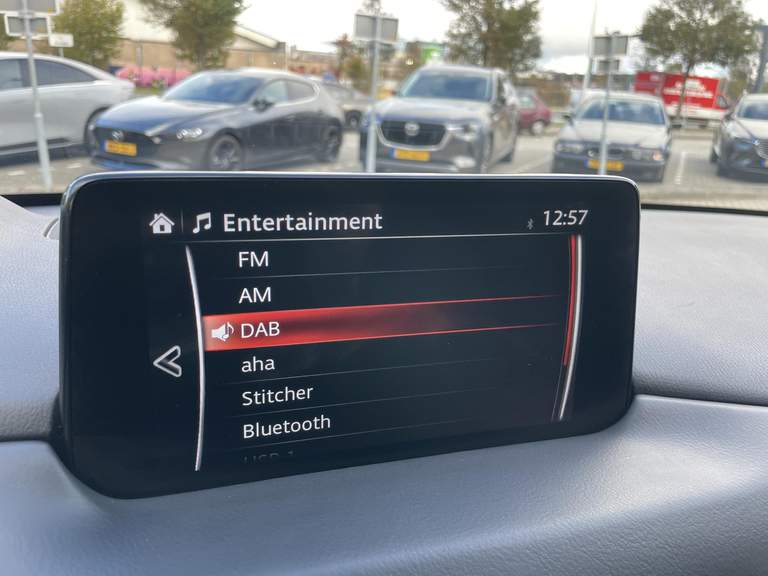 Entertainment
12:57
FM
AM
DAB
aha
Stitcher
Bluetooth